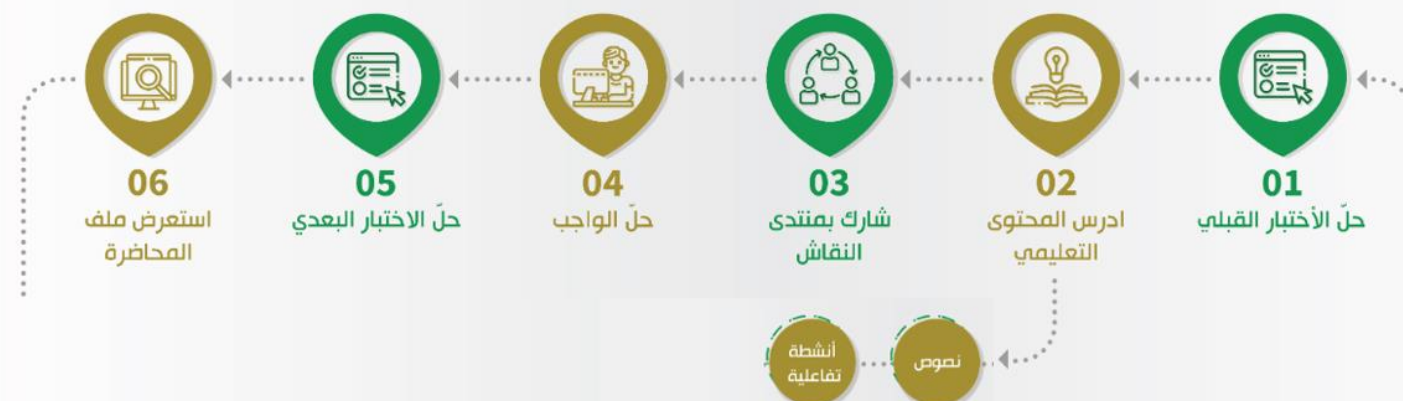 01
حلّ الأختبار القبلي
02
ادرس المحتوى
التعليمي
03
شارك بمنتدى
النقاش
04
حلّ الواجب
05
حلّ الاختبار البعدي
06
استعرض ملف
المحاضرة
نصوص
أنشطة
تفاعلية